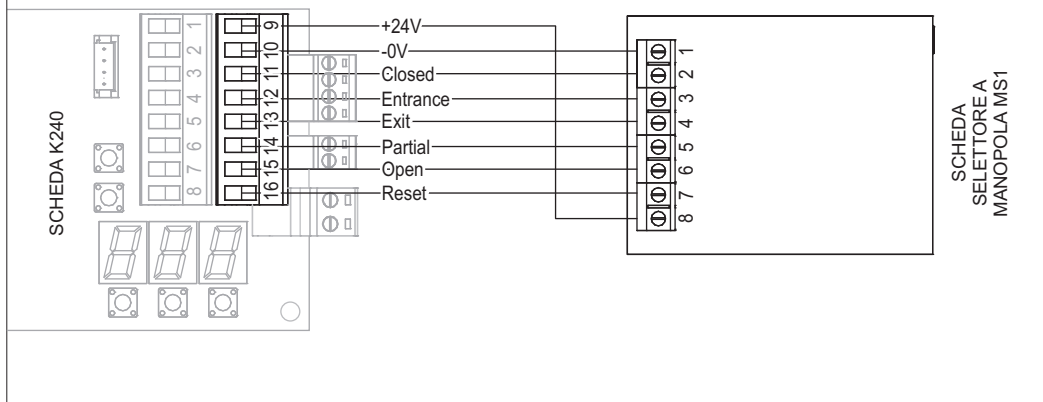 SCHEDA K240
1
2
3
4
5
6
7
8
9
10
11
12
13
14
15
16
+24V
-0V
Closed
Entrance
Exit
Partial
Open
Reset
1
2
3
4
5
6
7
8
SCHEDA
SELETTORE A
MANOPOLA MS1